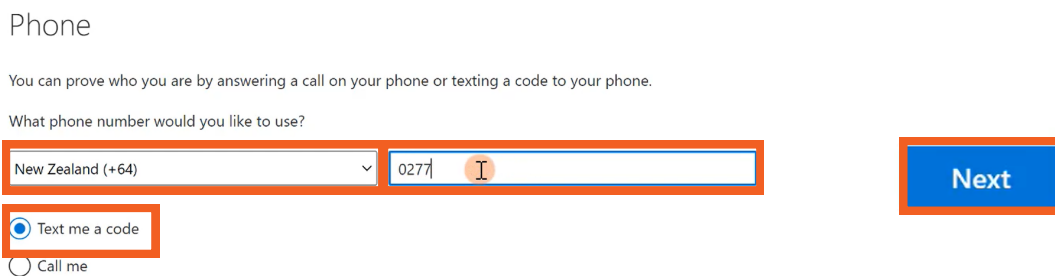 Phone
You can prove who you are by answering a call on your phone or texting a code to your phone.
What phone number would you like to use?
New Zealand (+64) 0277
Next
Text me a code
Call me